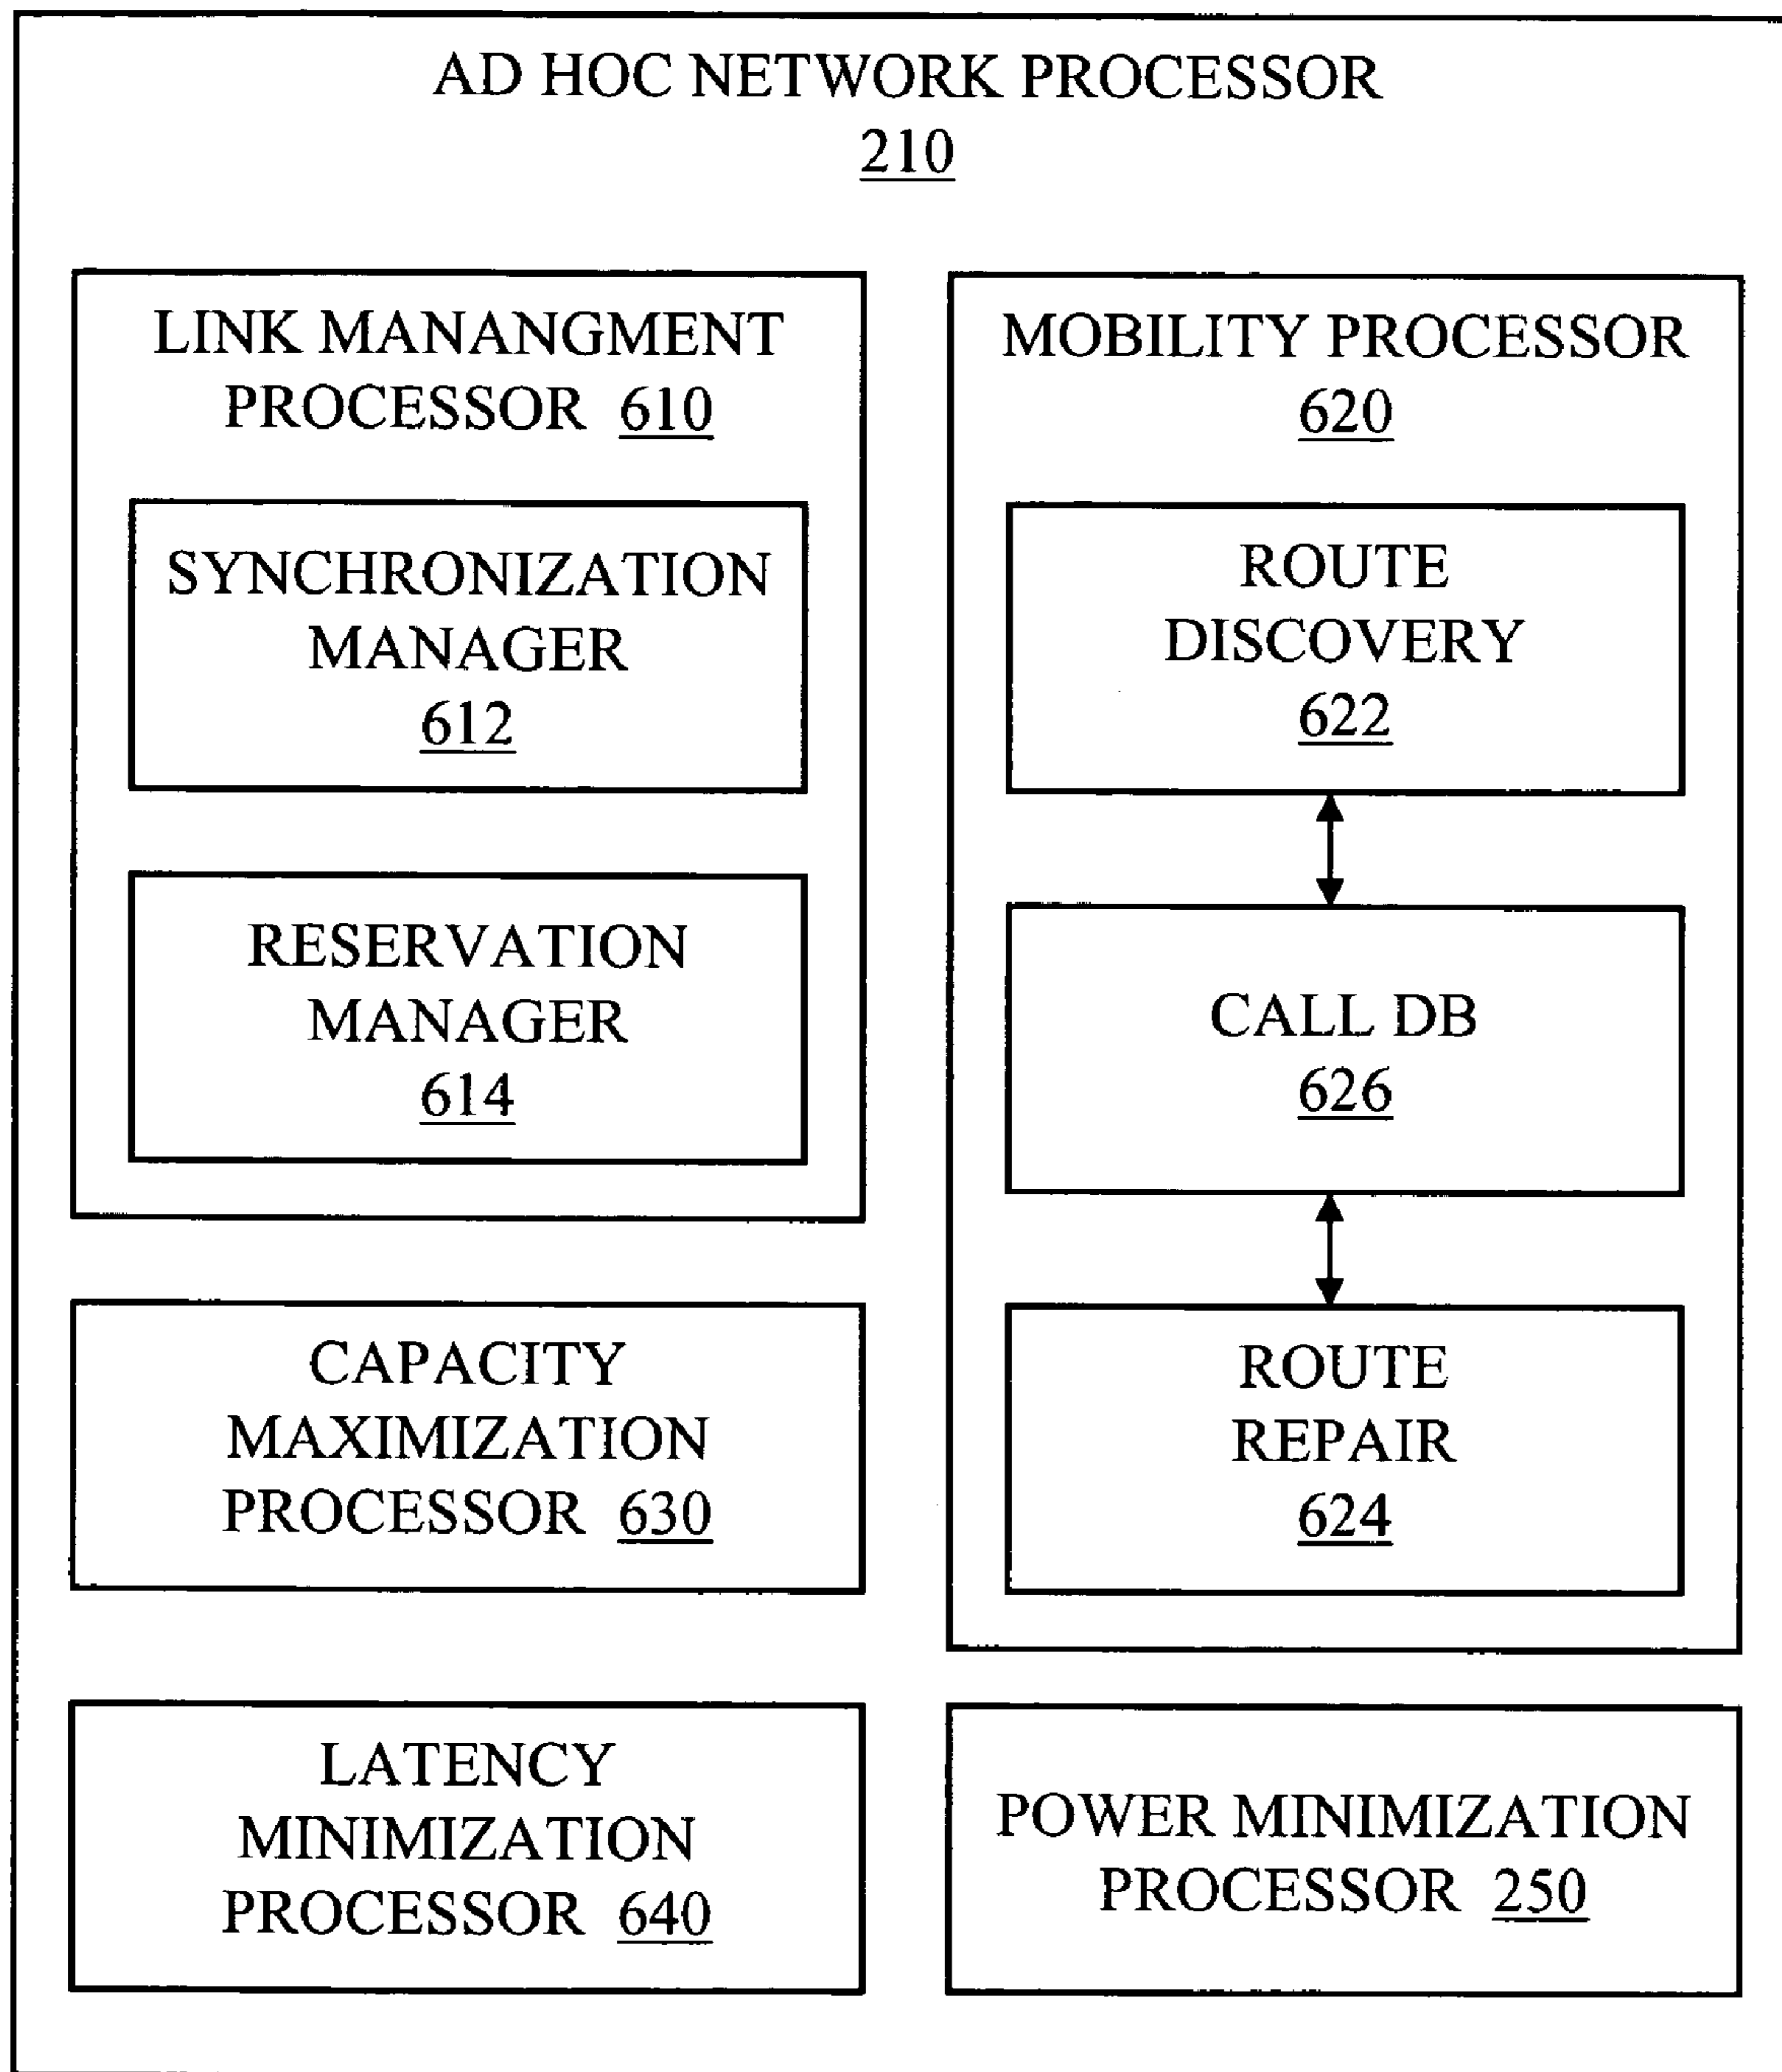 AD HOC NETWORK PROCESSOR
210
LINK MANANGMENT
PROCESSOR 610
SYNCHRONIZATION
MANAGER
612
RESERVATION
MANAGER
614
CAPACITY
MAXIMIZATION
PROCESSOR 630
LATENCY
MINIMIZATION
PROCESSOR 640
MOBILITY PROCESSOR
620
ROUTE
DISCOVERY
622
CALL DB
626
ROUTE
REPAIR
624
POWER MINIMIZATION
PROCESSOR 250